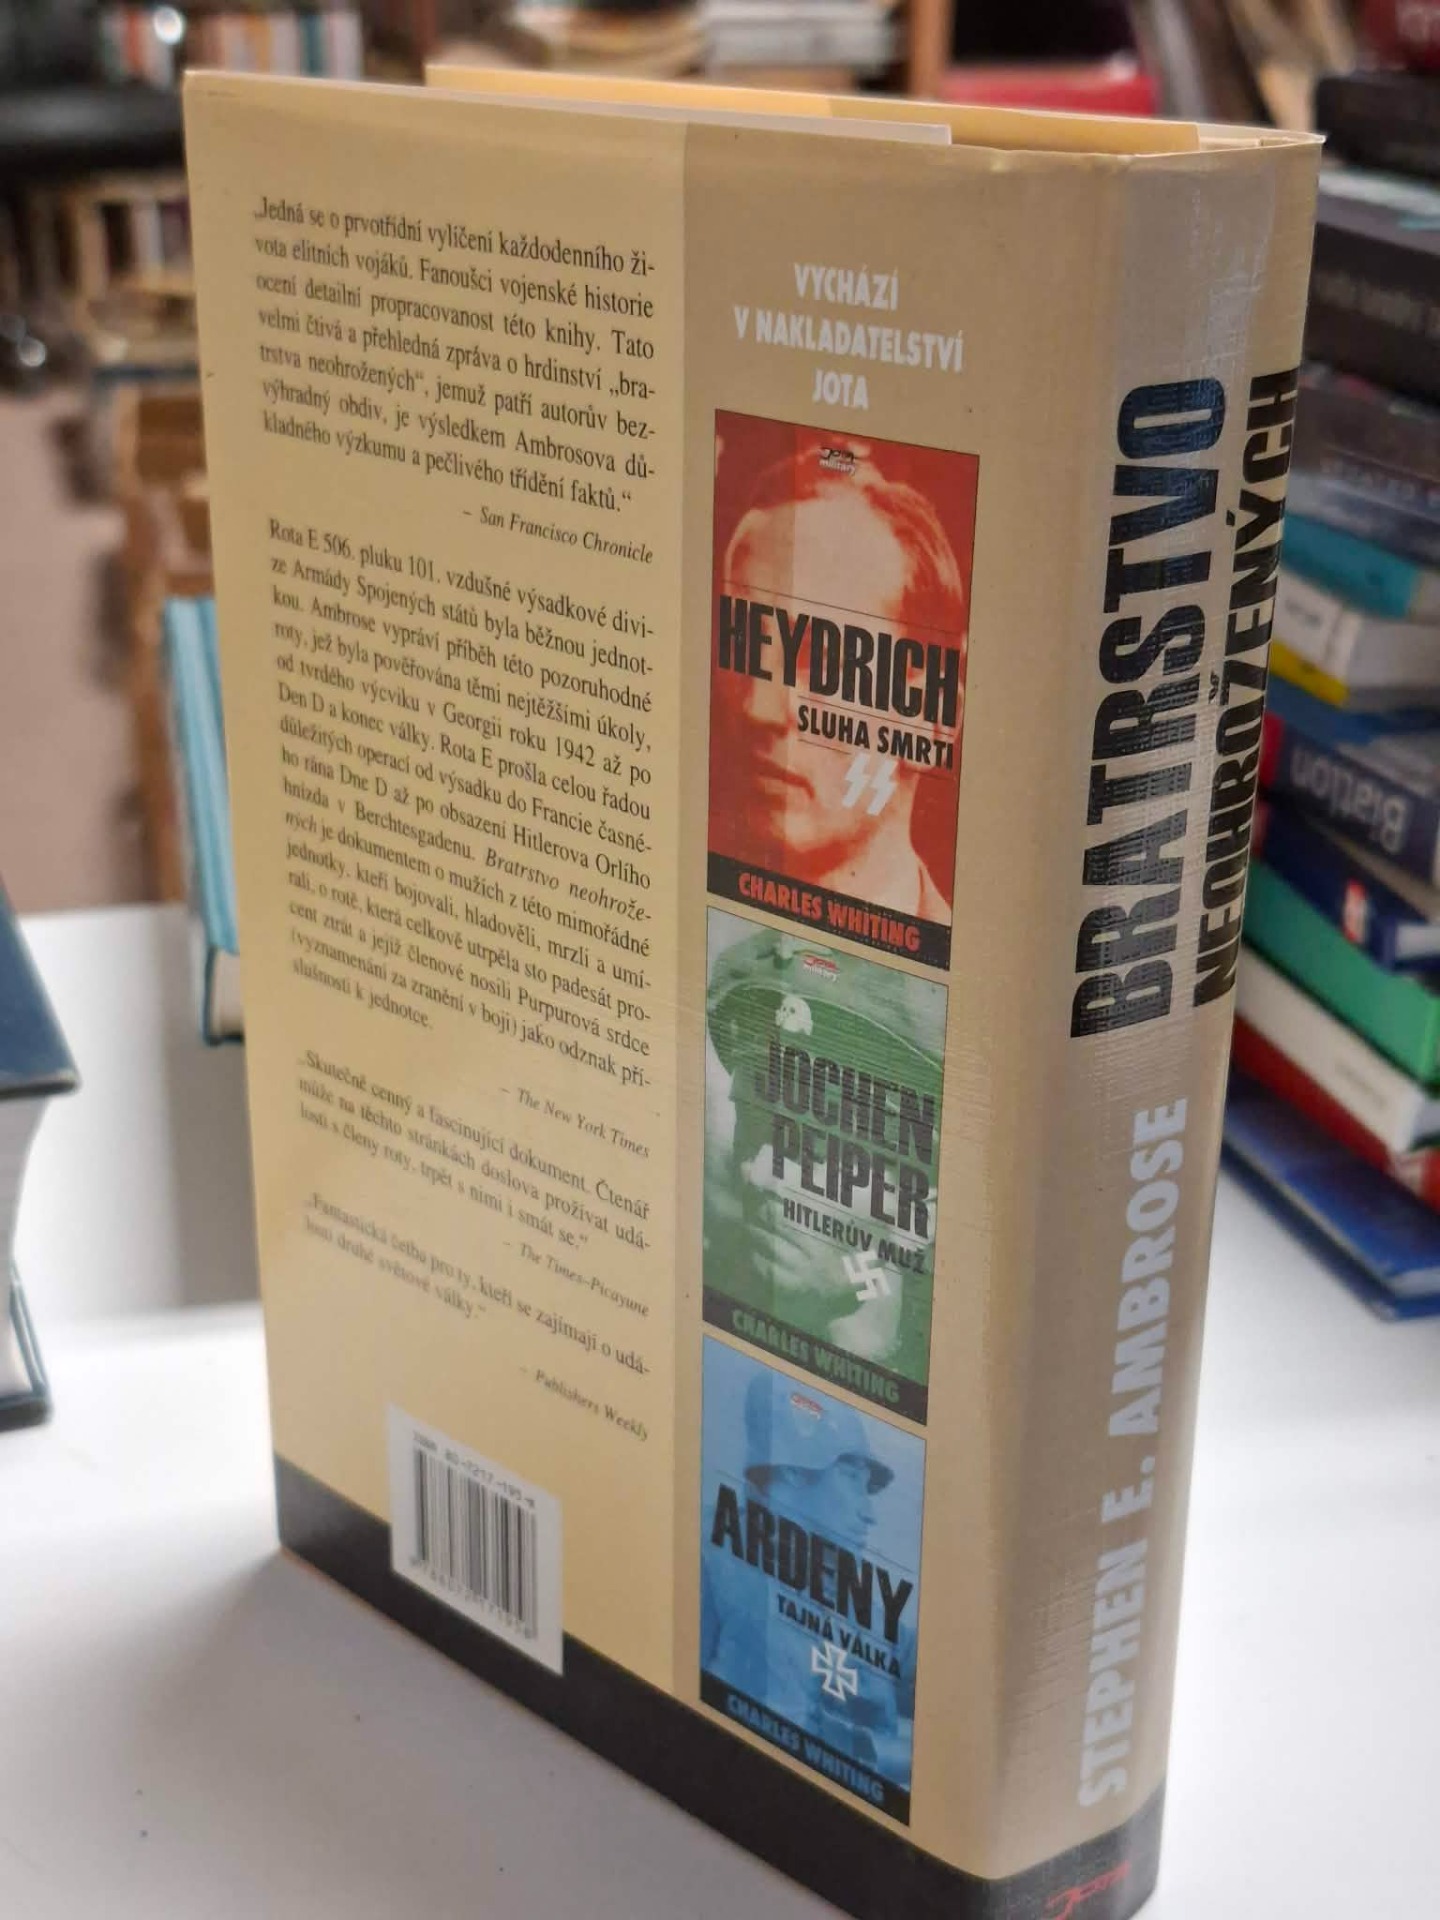 „Jedná se o prvotřídní vylíčení každodenního ži-
vota elitních vojáků. Fanoušci vojenské historie
ocení detailní propracovanost této knihy. Tato
velmi čtivá a přehledná zpráva o hrdinství „bra-
trstva neohrožených“, jemuž patří autorův bez-
výhradný obdiv, je výsledkem Ambrosova dů-
kladného výzkumu a pečlivého třídění faktů.“
– San Francisco Chronicle
Rota E 506. pluku 101. vzdušné výsadkové divi-
ze Armády Spojených států byla běžnou jednot-
kou. Ambrose vypráví příběh této pozoruhodné
roty, jež byla pověřována těmi nejtěžšími úkoly,
od tvrdého výcviku v Georgii roku 1942 až po
Den D a konec války. Rota E prošla celou řadou
důležitých operací od výsadku do Francie časné-
ho rána Dne D až po obsazení Hitlerova Orlího
hnízda v Berchtesgadenu. Bratrstvo neohrože-
ných je dokumentem o mužích z této mimořádné
jednotky, kteří bojovali, hladověli, mrzli a umí-
rali, o rotě, která celkově utrpěla sto padesát pro-
cent ztrát a jejíž členové nosili Purpurová srdce
(vyznamenání za zranění v boji) jako odznak pří-
slušnosti k jednotce.
– The New York Times
„Skutečně cenný a fascinující dokument. Čtenář
může na těchto stránkách doslova prožívat udá-
losti s členy roty, trpět s nimi i smát se.“
– The Times–Picayune
„Fantastická četba pro ty, kteří se zajímají o udá-
losti druhé světové války.“
– Publishers Weekly
VYCHÁZÍ
V NAKLADATELSTVÍ
JOTA
JOTA
military
HEYDRICH
SLUHA SMRTI
CHARLES WHITING
JOTA
military
JOCHEN
PEIPER
HITLERŮV MUŽ
CHARLES WHITING
ARDENY
TAJNÁ VÁLKA
CHARLES WHITING
BRATRSTVO
NEOHROŽENÝCH
STEPHEN E. AMBROSE
JOTA
Biatlon